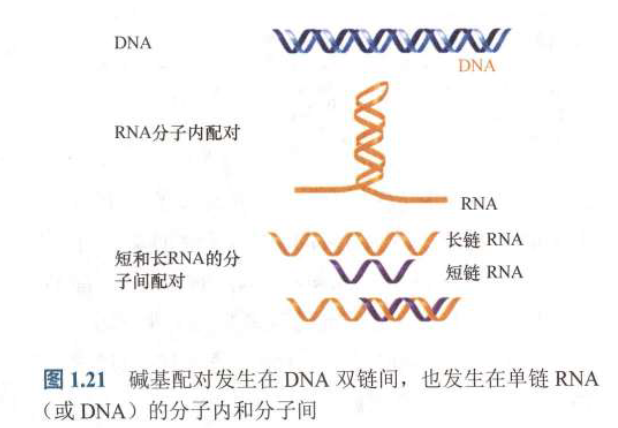 DNA
DNA
RNA分子内配对
RNA
长链 RNA
短和长RNA的分
子间配对
短链 RNA
图 1.21 碱基配对发生在 DNA 双链间，也发生在单链 RNA
（或 DNA）的分子内和分子间